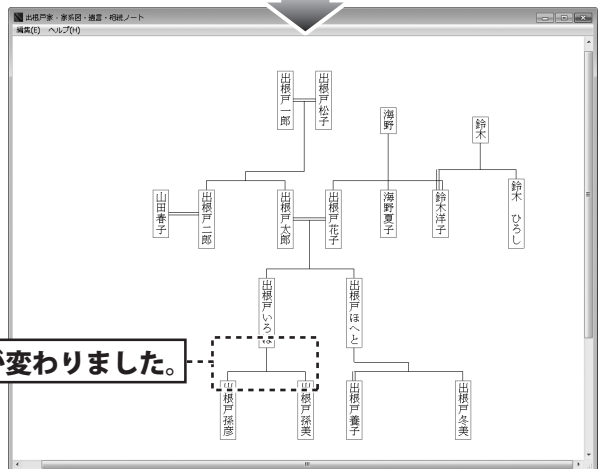 出根戸家・家系図・遺言・相続ノート
編集(E) ヘルプ(H)
出根戸一郎
出根戸松子
海野
鈴木
山田春子
出根戸二郎
出根戸太郎
出根戸花子
海野夏子
鈴木洋子
鈴木 ひろし
出根戸いろは
出根戸ほへと
が変わりました。
出根戸孫彦
出根戸孫美
出根戸養子
出根戸冬美